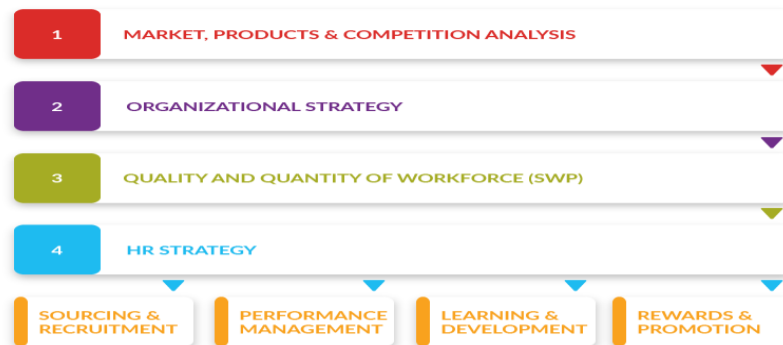 1 MARKET, PRODUCTS & COMPETITION ANALYSIS
2 ORGANIZATIONAL STRATEGY
3 QUALITY AND QUANTITY OF WORKFORCE (SWP)
4 HR STRATEGY
SOURCING &
RECRUITMENT
PERFORMANCE
MANAGEMENT
LEARNING &
DEVELOPMENT
REWARDS &
PROMOTION